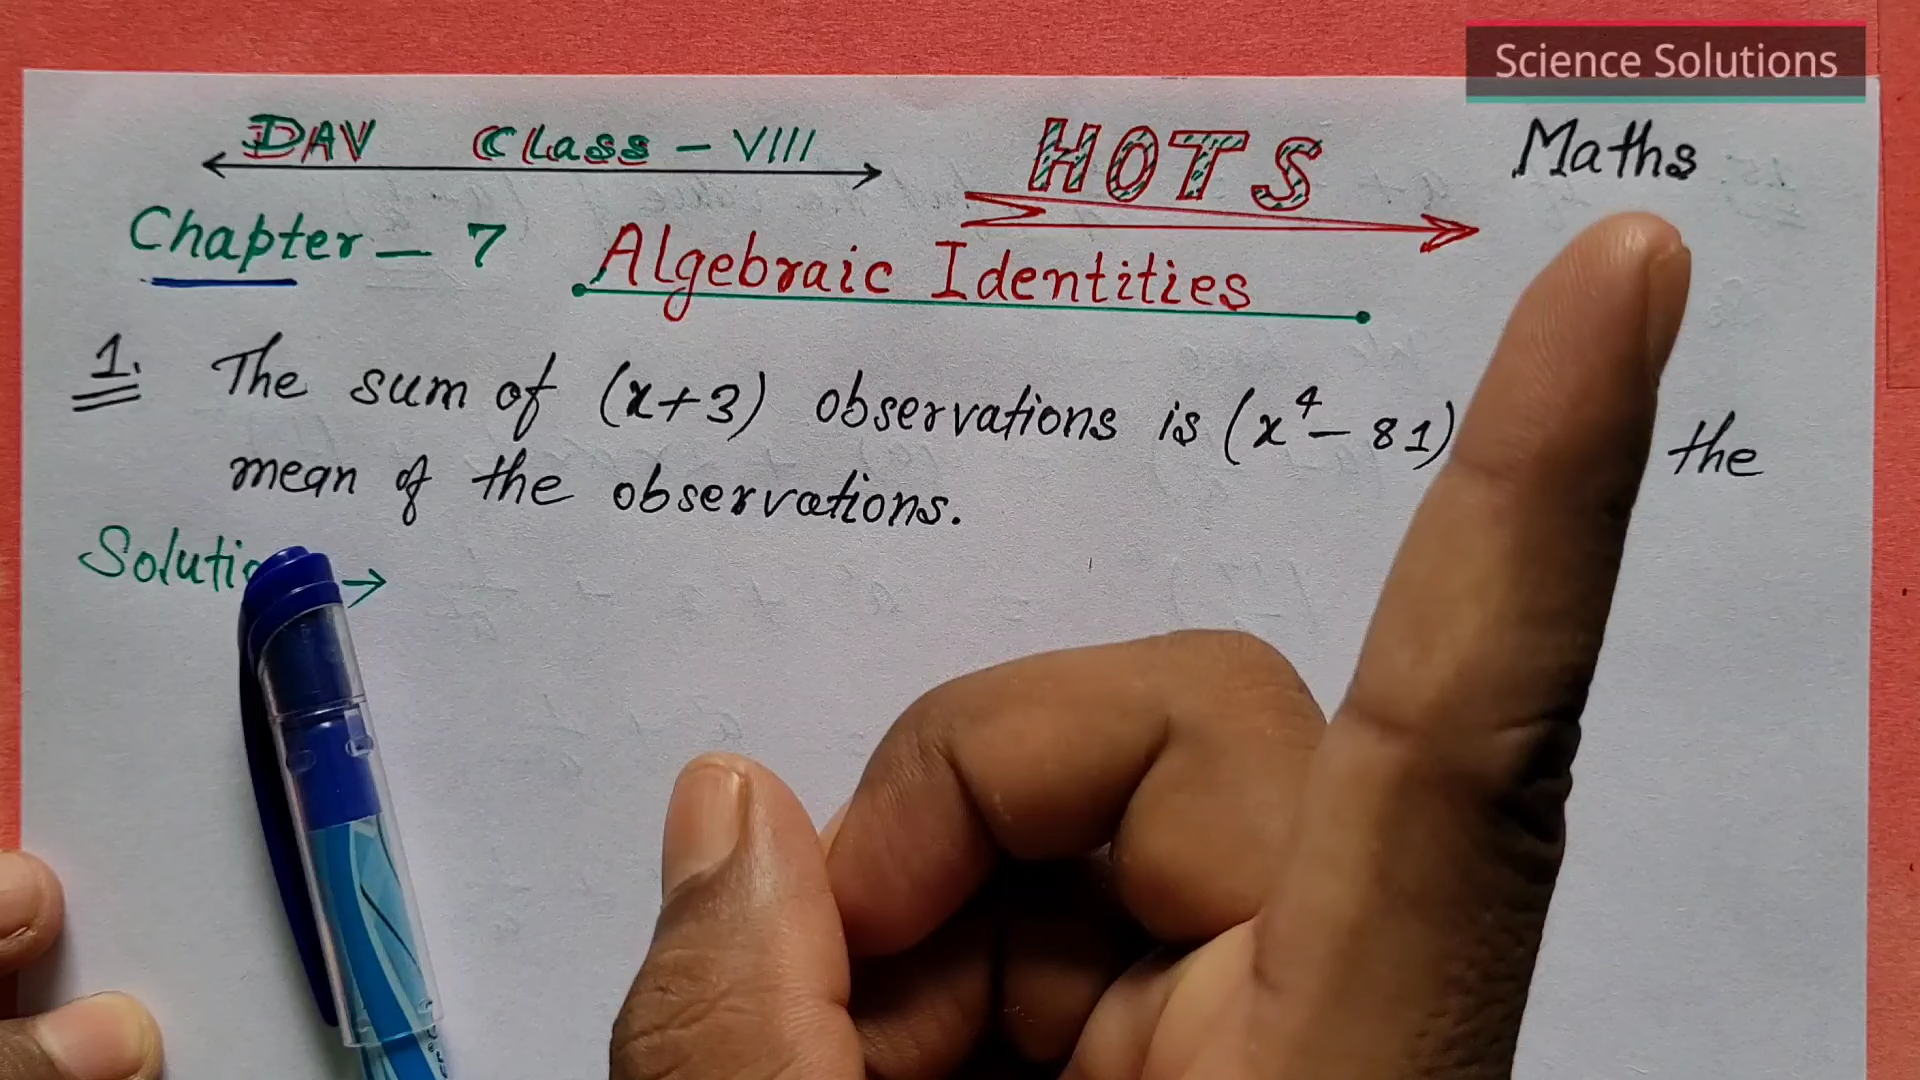 Science Solutions
DAV Class - VIII HOTS Maths
Chapter - 7 Algebraic Identities
1. The sum of (x+3) observations is (x⁴ - 81) the
mean of the observations.
Solution →